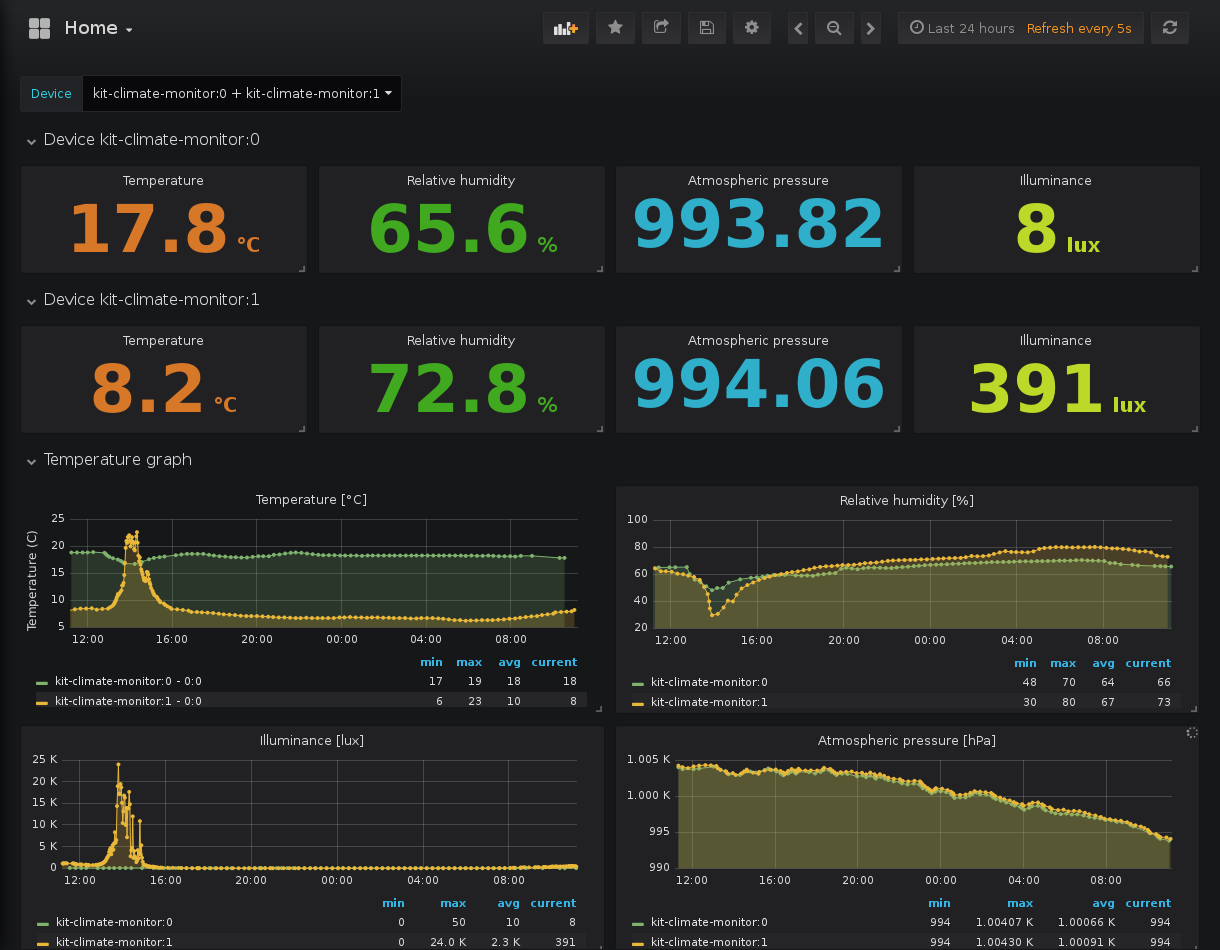 Home
Last 24 hours Refresh every 5s
Device kit-climate-monitor:0 + kit-climate-monitor:1
Device kit-climate-monitor:0
Temperature Relative humidity Atmospheric pressure Illuminance
17.8 °C 65.6 % 993.82 8 lux
Device kit-climate-monitor:1
Temperature Relative humidity Atmospheric pressure Illuminance
8.2 °C 72.8 % 994.06 391 lux
Temperature graph
Temperature [°C]
Temperature (C)
25
20
15
10
5
12:00 16:00 20:00 00:00 04:00 08:00
min max avg current
kit-climate-monitor:0 - 0:0 17 19 18 18
kit-climate-monitor:1 - 0:0 6 23 10 8
Relative humidity [%]
100
80
60
40
20
12:00 16:00 20:00 00:00 04:00 08:00
min max avg current
kit-climate-monitor:0 48 70 64 66
kit-climate-monitor:1 30 80 67 73
Illuminance [lux]
25 K
20 K
15 K
10 K
5 K
0
12:00 16:00 20:00 00:00 04:00 08:00
min max avg current
kit-climate-monitor:0 0 50 10 8
kit-climate-monitor:1 0 24.0 K 2.3 K 391
Atmospheric pressure [hPa]
1.005 K
1.000 K
995
990
12:00 16:00 20:00 00:00 04:00 08:00
min max avg current
kit-climate-monitor:0 994 1.00407 K 1.00066 K 994
kit-climate-monitor:1 994 1.00430 K 1.00091 K 994